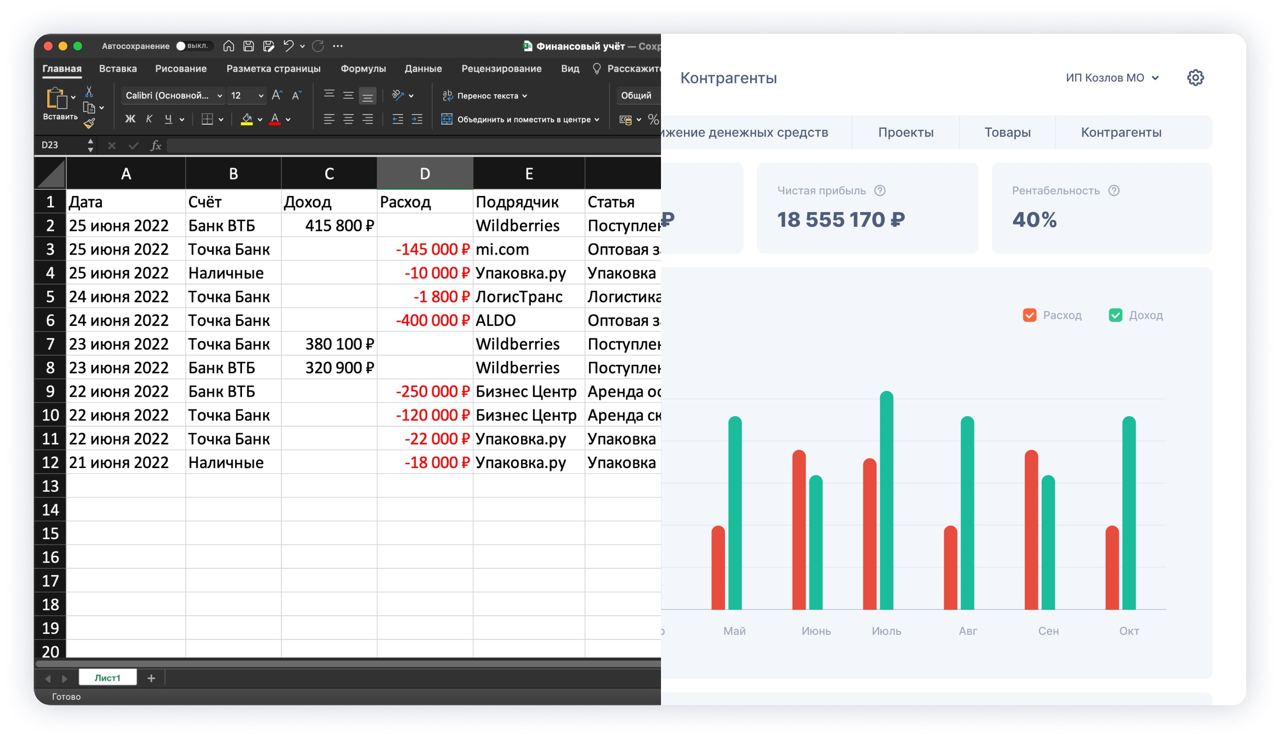 Автосохранение ВЫКЛ. Финансовый учёт — Сохр
Главная Вставка Рисование Разметка страницы Формулы Данные Рецензирование Вид Расскажит
Вставить Calibri (Основной... 12 Перенос текста Общий
Ж К Ч Объединить и поместить в центре %
D23 fx
A B C D E
1 Дата Счёт Доход Расход Подрядчик Статья
2 25 июня 2022 Банк ВТБ 415 800 ₽ Wildberries Поступлен
3 25 июня 2022 Точка Банк -145 000 ₽ mi.com Оптовая за
4 25 июня 2022 Наличные -10 000 ₽ Упаковка.ру Упаковка
5 24 июня 2022 Точка Банк -1 800 ₽ ЛогисТранс Логистика
6 24 июня 2022 Точка Банк -400 000 ₽ ALDO Оптовая за
7 23 июня 2022 Точка Банк 380 100 ₽ Wildberries Поступлен
8 23 июня 2022 Банк ВТБ 320 900 ₽ Wildberries Поступлен
9 22 июня 2022 Банк ВТБ -250 000 ₽ Бизнес Центр Аренда оо
10 22 июня 2022 Точка Банк -120 000 ₽ Бизнес Центр Аренда ск
11 22 июня 2022 Точка Банк -22 000 ₽ Упаковка.ру Упаковка
12 21 июня 2022 Наличные -18 000 ₽ Упаковка.ру Упаковка
13
14
15
16
17
18
19
20
Лист1 +
Готово
Контрагенты ИП Козлов МО
ижение денежных средств Проекты Товары Контрагенты
Чистая прибыль ? Рентабельность ?
₽ 18 555 170 ₽ 40%
Расход Доход
Май Июнь Июль Авг Сен Окт